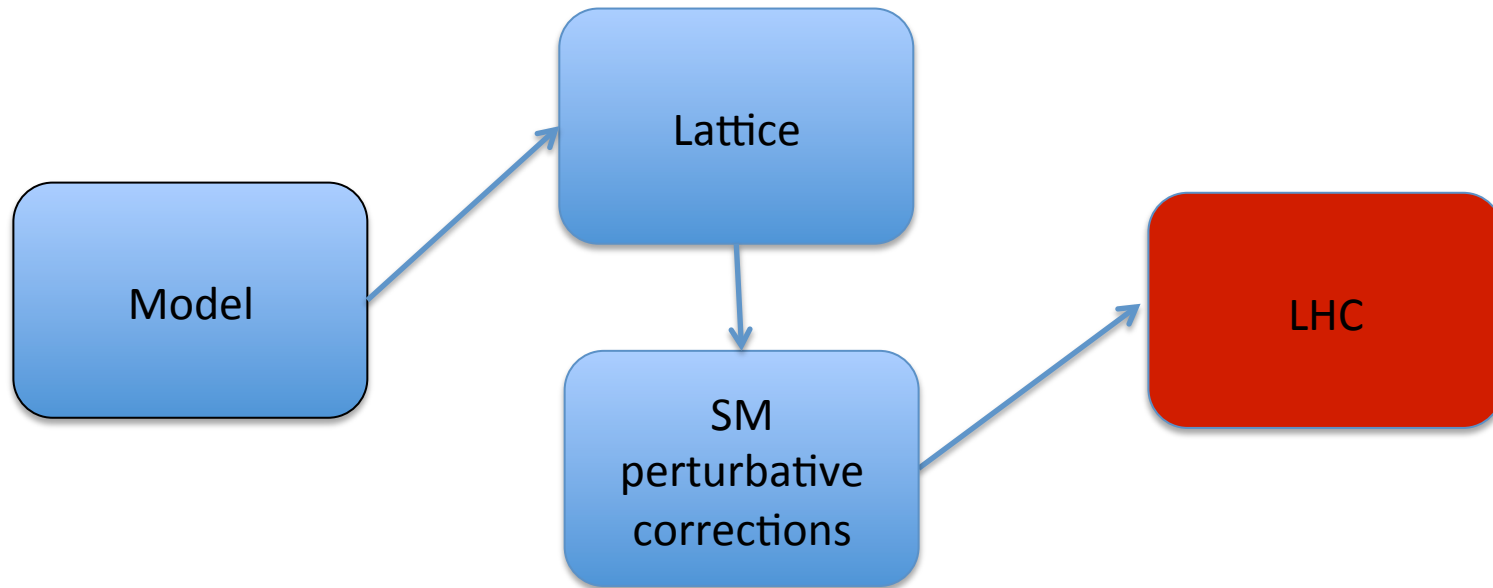 Model
Lattice
SM
perturbative
corrections
LHC